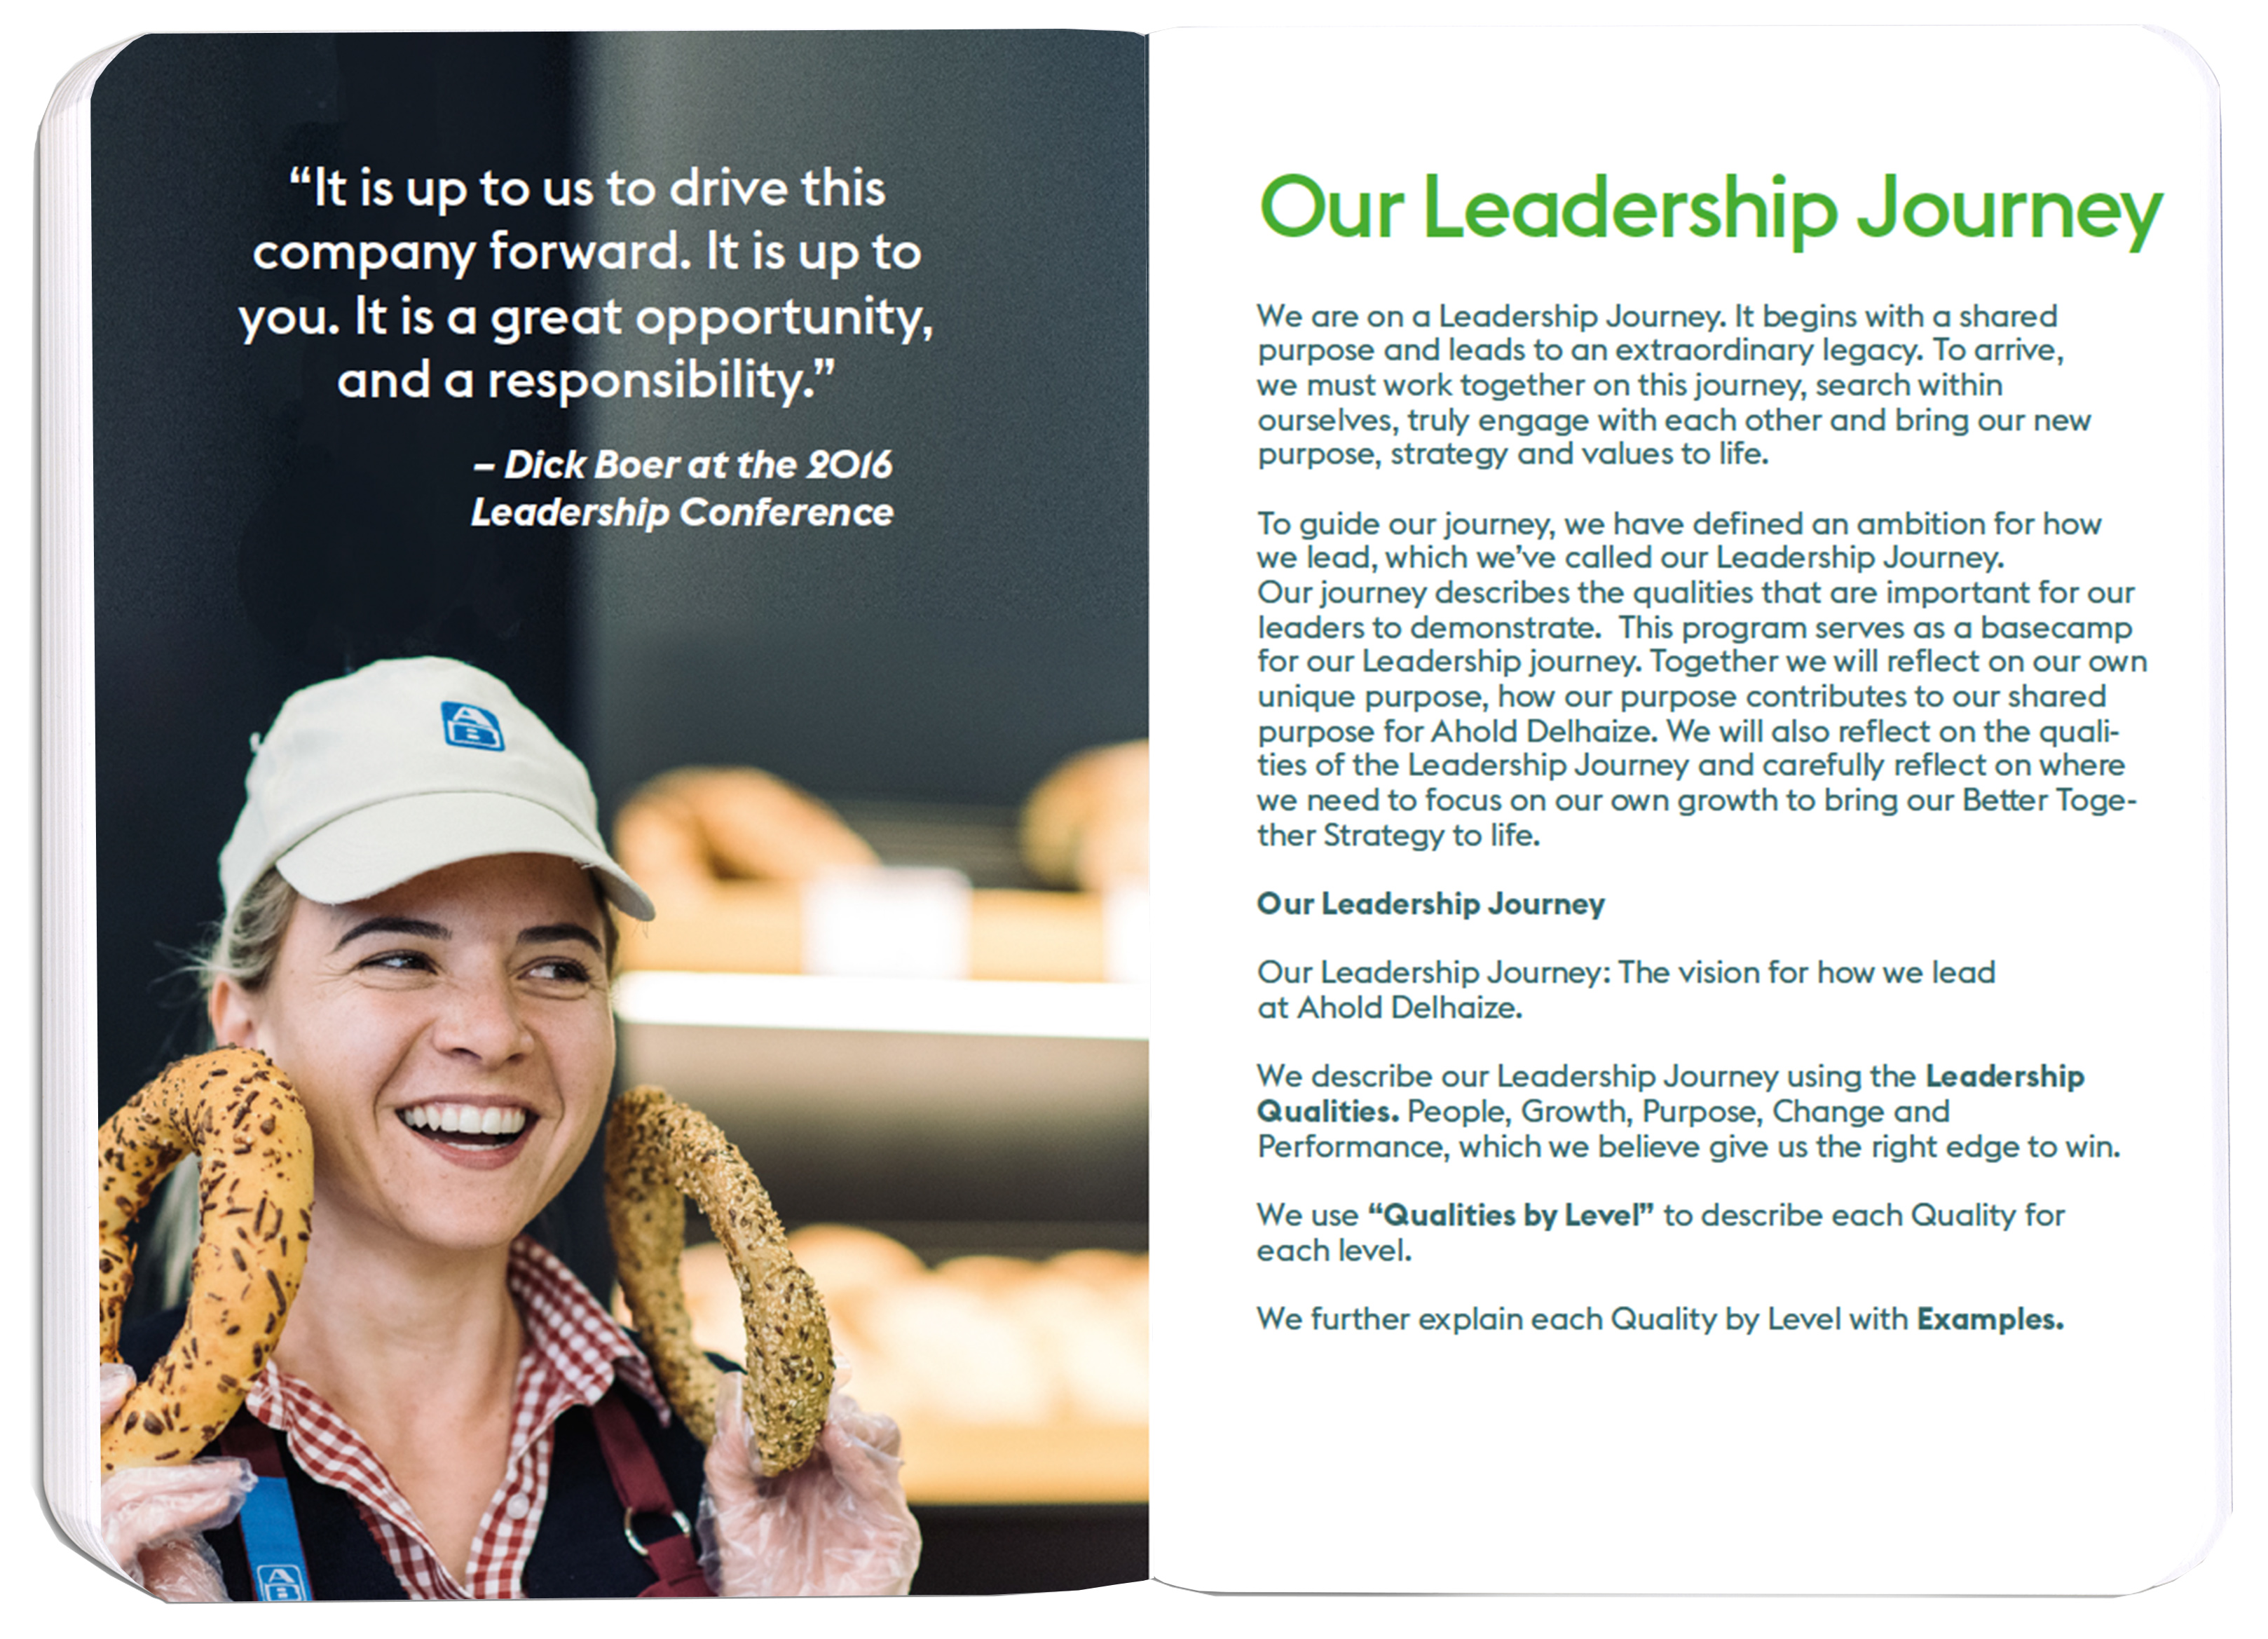 “It is up to us to drive this
company forward. It is up to
you. It is a great opportunity,
and a responsibility.”
– Dick Boer at the 2016
Leadership Conference
A
B
A
B
Our Leadership Journey
We are on a Leadership Journey. It begins with a shared
purpose and leads to an extraordinary legacy. To arrive,
we must work together on this journey, search within
ourselves, truly engage with each other and bring our new
purpose, strategy and values to life.
To guide our journey, we have defined an ambition for how
we lead, which we’ve called our Leadership Journey.
Our journey describes the qualities that are important for our
leaders to demonstrate.  This program serves as a basecamp
for our Leadership journey. Together we will reflect on our own
unique purpose, how our purpose contributes to our shared
purpose for Ahold Delhaize. We will also reflect on the quali-
ties of the Leadership Journey and carefully reflect on where
we need to focus on our own growth to bring our Better Toge-
ther Strategy to life.
Our Leadership Journey
Our Leadership Journey: The vision for how we lead
at Ahold Delhaize.
We describe our Leadership Journey using the Leadership
Qualities. People, Growth, Purpose, Change and
Performance, which we believe give us the right edge to win.
We use “Qualities by Level” to describe each Quality for
each level.
We further explain each Quality by Level with Examples.